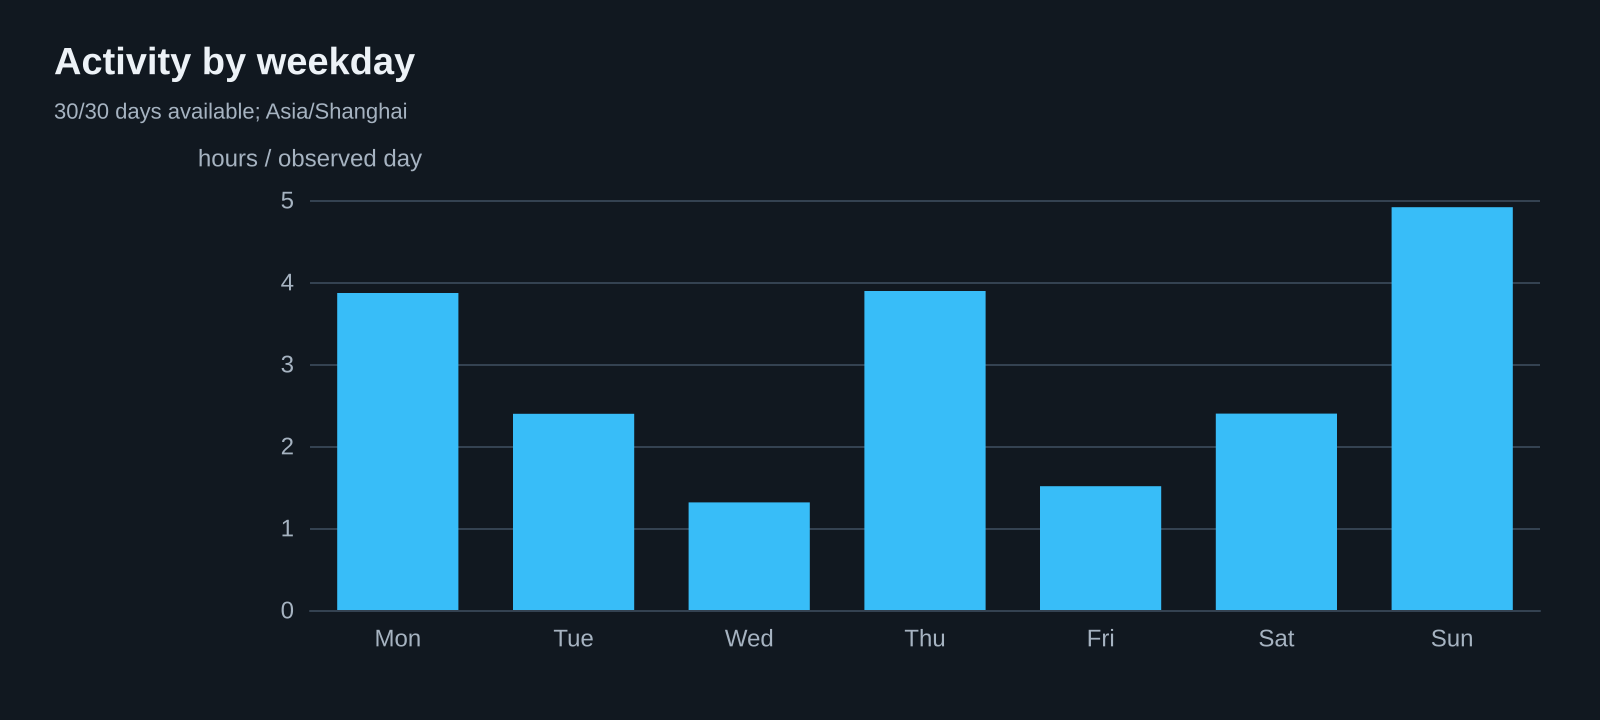 Activity by weekday
30/30 days available; Asia/Shanghai
hours / observed day
5
4
3
2
1
0
Mon Tue Wed Thu Fri Sat Sun